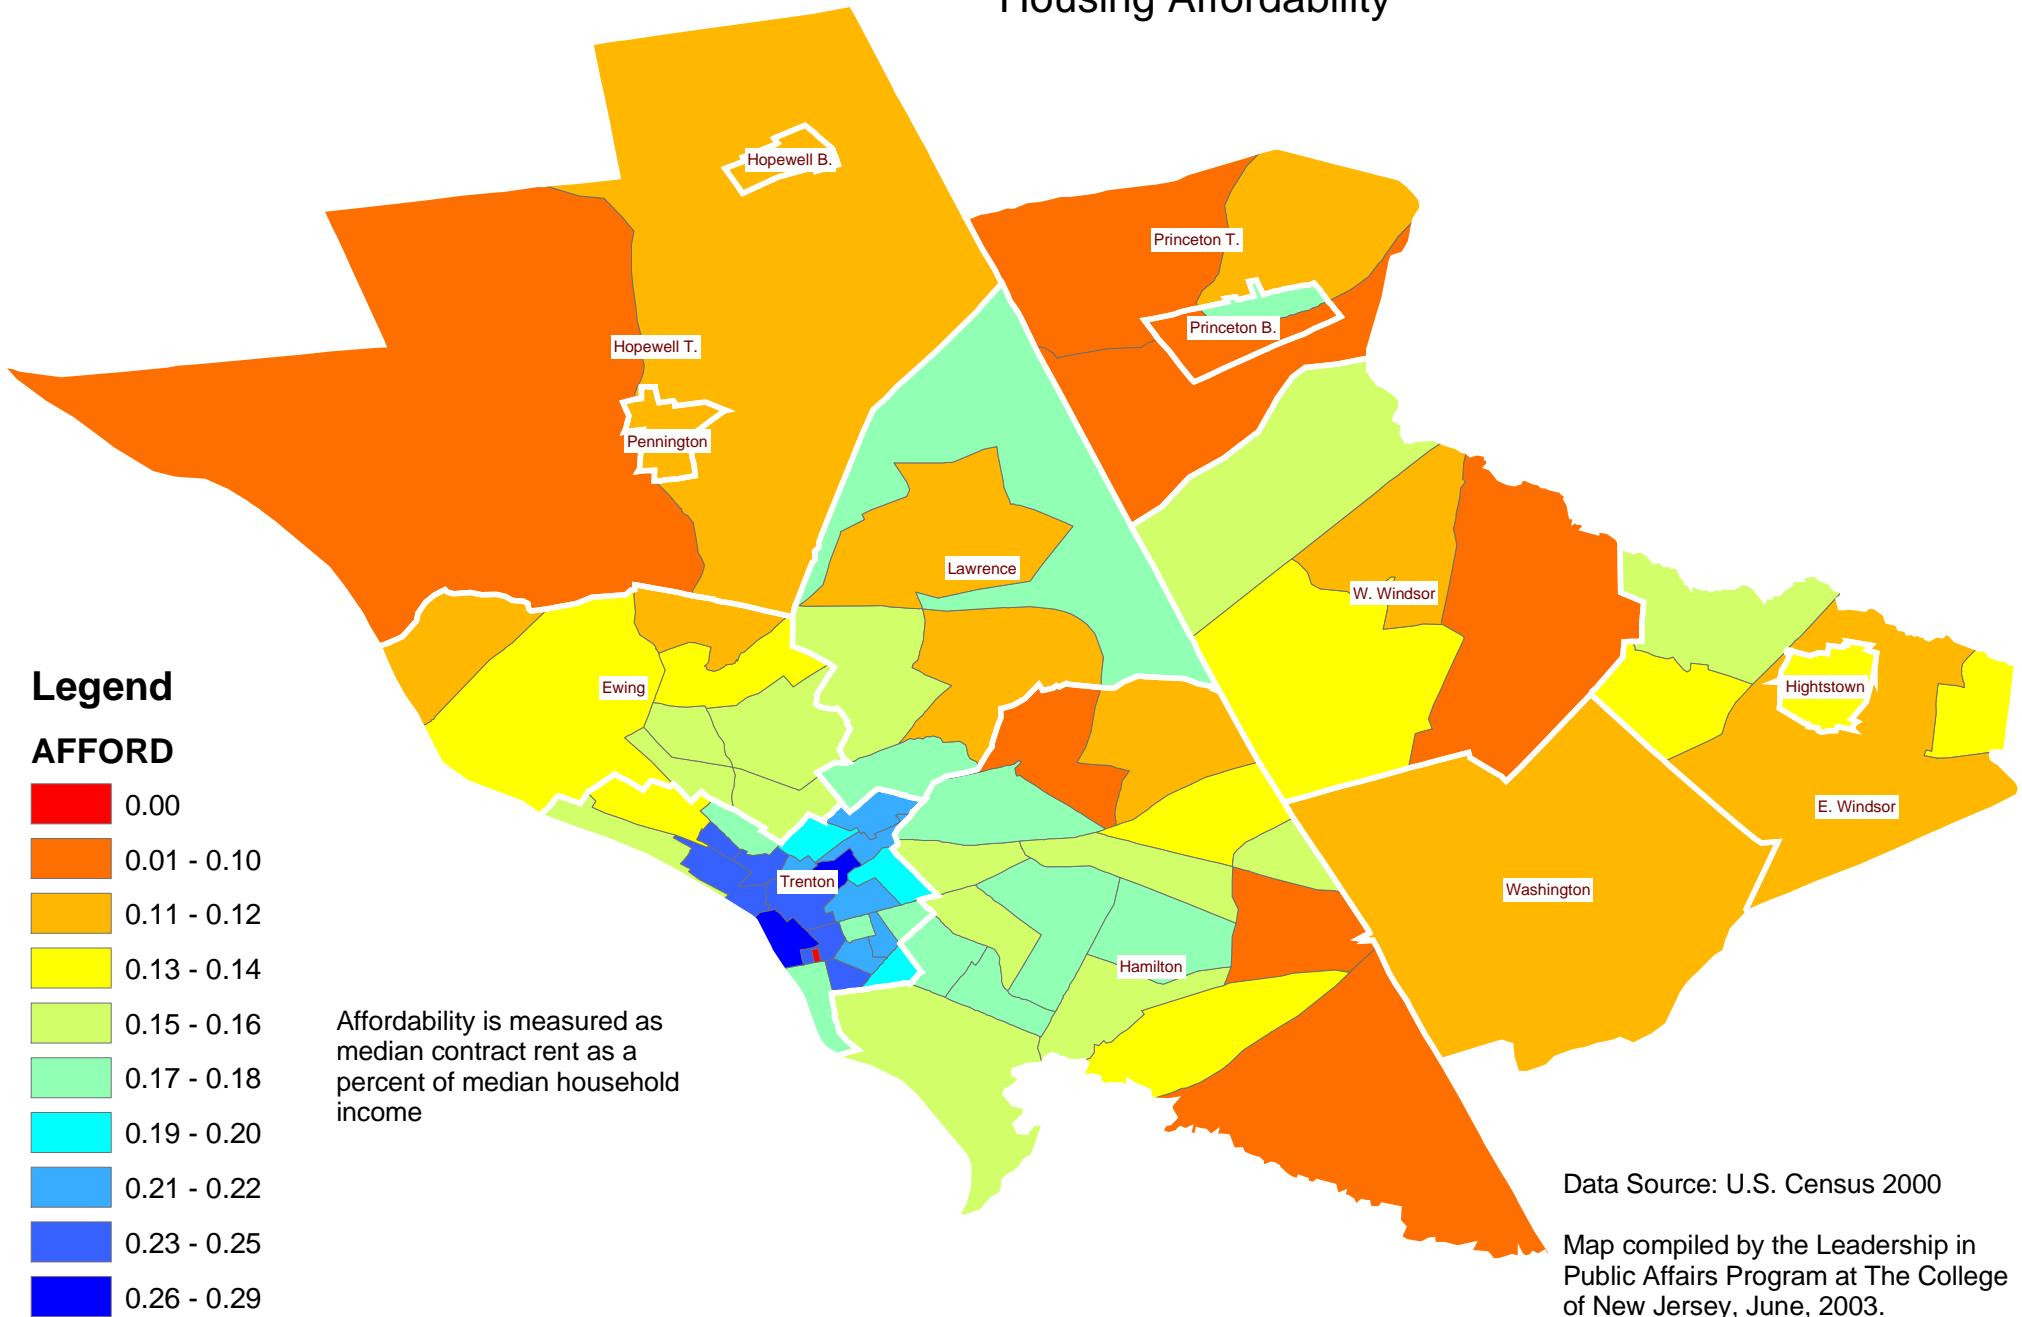 Housing Affordability
Hopewell B.
Princeton T.
Princeton B.
Hopewell T.
Pennington
Lawrence
W. Windsor
Ewing
Hightstown
E. Windsor
Trenton
Washington
Hamilton
Legend
AFFORD
0.00
0.01 - 0.10
0.11 - 0.12
0.13 - 0.14
0.15 - 0.16
0.17 - 0.18
0.19 - 0.20
0.21 - 0.22
0.23 - 0.25
0.26 - 0.29
Affordability is measured as
median contract rent as a
percent of median household
income
Data Source: U.S. Census 2000
Map compiled by the Leadership in
Public Affairs Program at The College
of New Jersey, June, 2003.